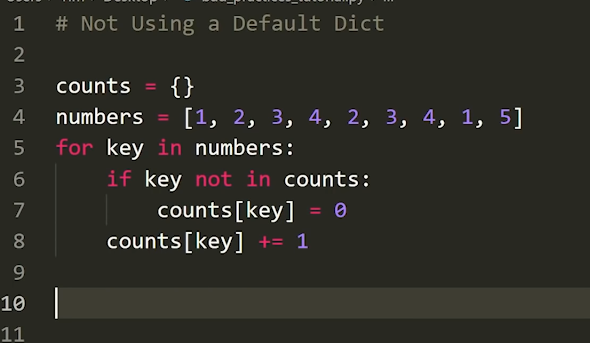 1 # Not Using a Default Dict
2
3 counts = {}
4 numbers = [1, 2, 3, 4, 2, 3, 4, 1, 5]
5 for key in numbers:
6     if key not in counts:
7         counts[key] = 0
8     counts[key] += 1
9
10
11